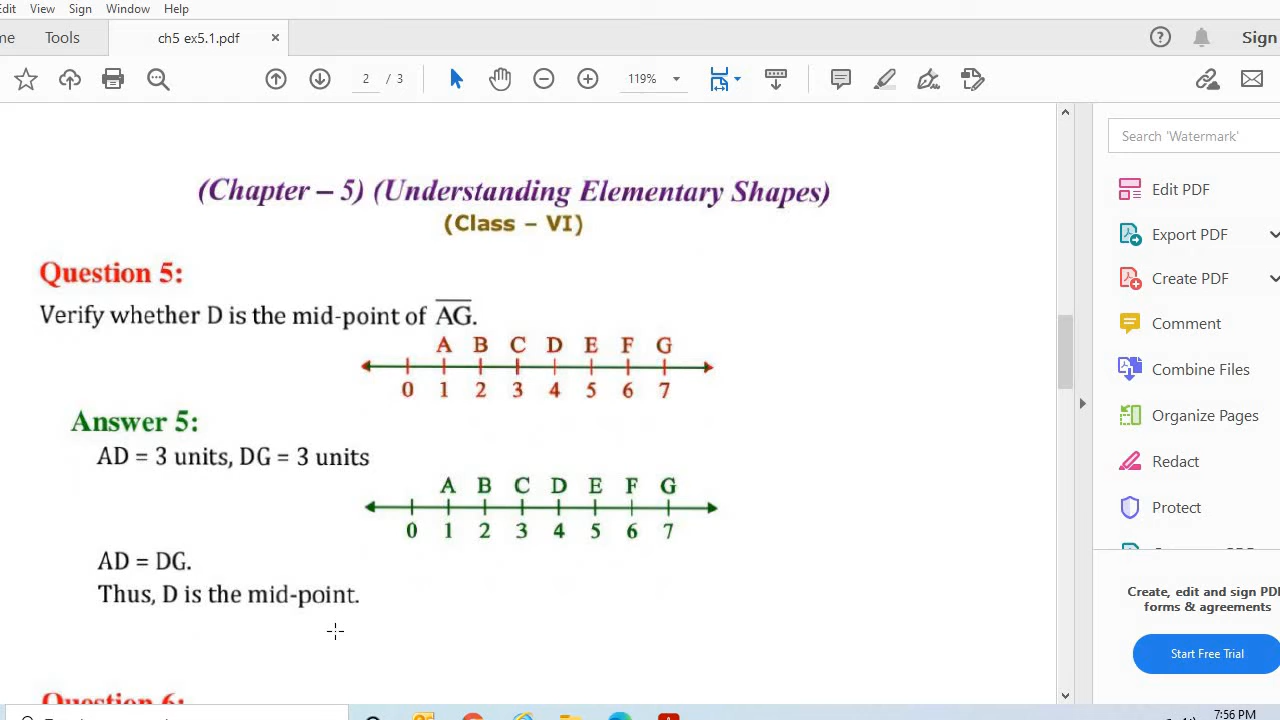 Edit View Sign Window Help
me Tools ch5 ex5.1.pdf × Sign
2 / 3 119%
Search 'Watermark'
(Chapter – 5) (Understanding Elementary Shapes)
(Class – VI)
Edit PDF
Export PDF
Create PDF
Comment
Combine Files
Organize Pages
Redact
Protect
Question 5:
Verify whether D is the mid-point of AG.
A B C D E F G
0 1 2 3 4 5 6 7
Answer 5:
AD = 3 units, DG = 3 units
A B C D E F G
0 1 2 3 4 5 6 7
AD = DG.
Thus, D is the mid-point.
Question 6:
Create, edit and sign PDF
forms & agreements
Start Free Trial
7:56 PM